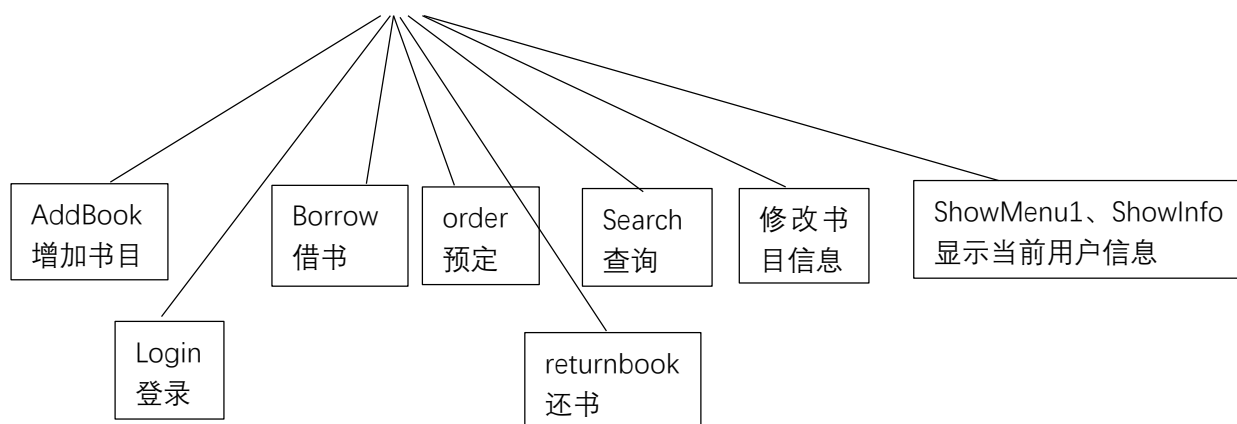 AddBook
增加书目
Borrow
借书
order
预定
Search
查询
修改书
目信息
ShowMenu1、ShowInfo
显示当前用户信息
Login
登录
returnbook
还书